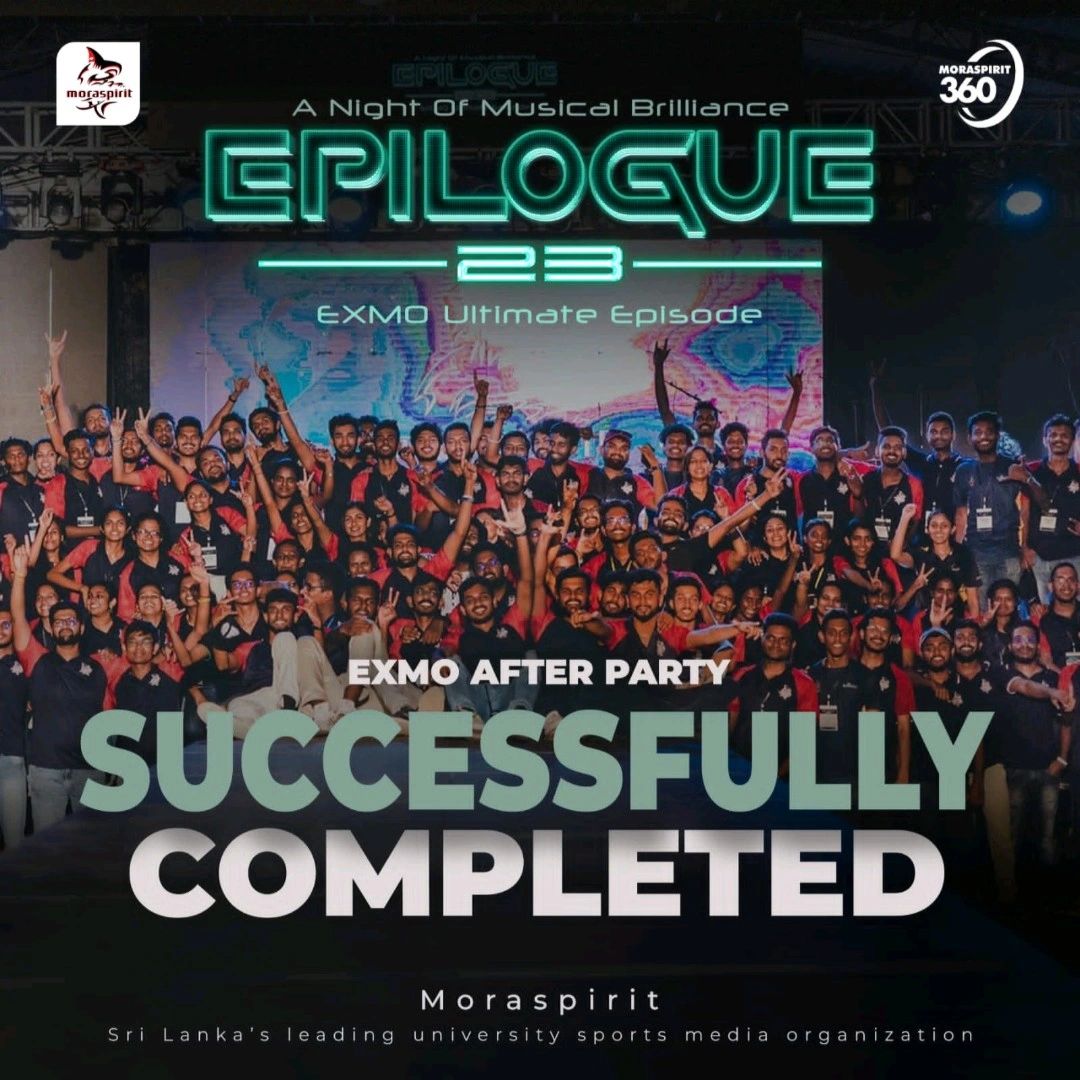 moraspirit
MORASPIRIT
360
EPILOGUE
A Night Of Musical Brilliance
EPILOGUE
23
EXMO Ultimate Episode
EXMO AFTER PARTY
SUCCESSFULLY
COMPLETED
Moraspirit
Sri Lanka's leading university sports media organization